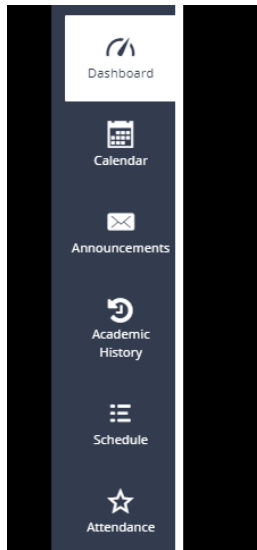 Dashboard
Calendar
Announcements
Academic
History
Schedule
Attendance